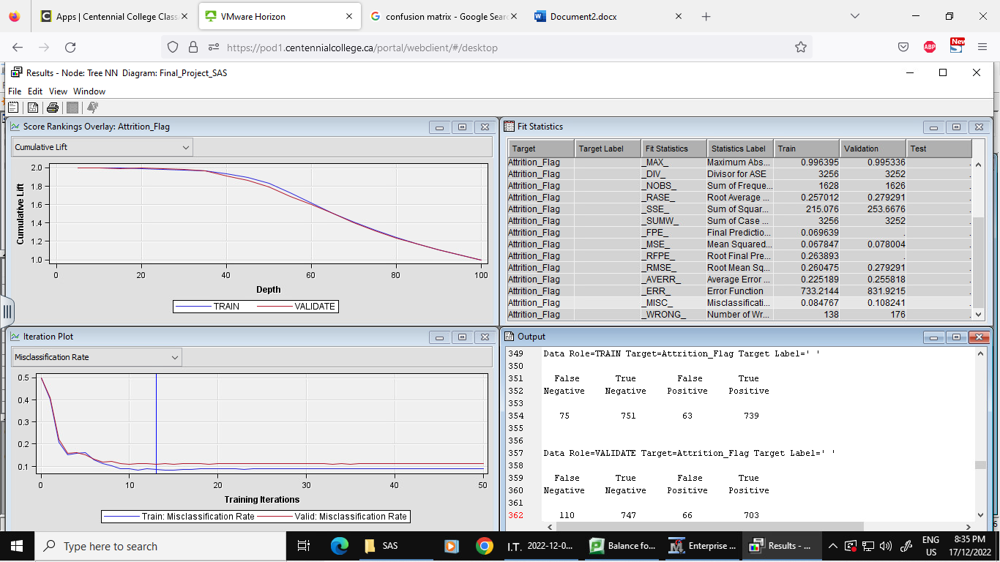 Apps | Centennial College Class
VMware Horizon
confusion matrix - Google Sear
Document2.docx
https://pod1.centennialcollege.ca/portal/webclient/#/desktop
ABP
New
Results - Node: Tree NN Diagram: Final_Project_SAS
File Edit View Window
Score Rankings Overlay: Attrition_Flag
Cumulative Lift
Cumulative Lift
2.0
1.8
1.6
1.4
1.2
1.0
0 20 40 60 80 100
Depth
TRAIN VALIDATE
Fit Statistics
Target Target Label Fit Statistics Statistics Label Train Validation Test
Attrition_Flag _MAX_ Maximum Abs... 0.996395 0.995336 .
Attrition_Flag _DIV_ Divisor for ASE 3256 3252 .
Attrition_Flag _NOBS_ Sum of Freque... 1628 1626 .
Attrition_Flag _RASE_ Root Average ... 0.257012 0.279291 .
Attrition_Flag _SSE_ Sum of Squar... 215.076 253.6676 .
Attrition_Flag _SUMW_ Sum of Case ... 3256 3252 .
Attrition_Flag _FPE_ Final Predictio... 0.069639 . .
Attrition_Flag _MSE_ Mean Squared... 0.067847 0.078004 .
Attrition_Flag _RFPE_ Root Final Pre... 0.263893 . .
Attrition_Flag _RMSE_ Root Mean Sq... 0.260475 0.279291 .
Attrition_Flag _AVERR_ Average Error ... 0.225189 0.255818 .
Attrition_Flag _ERR_ Error Function 733.2144 831.9215 .
Attrition_Flag _MISC_ Misclassificati... 0.084767 0.108241 .
Attrition_Flag _WRONG_ Number of Wr... 138 176 .
Iteration Plot
Misclassification Rate
0.5
0.4
0.3
0.2
0.1
0 10 20 30 40 50
Training Iterations
Train: Misclassification Rate Valid: Misclassification Rate
Output
349 Data Role=TRAIN Target=Attrition_Flag Target Label=' '
350
351 False True False True
352 Negative Negative Positive Positive
353
354 75 751 63 739
355
356
357 Data Role=VALIDATE Target=Attrition_Flag Target Label=' '
358
359 False True False True
360 Negative Negative Positive Positive
361
362 110 747 66 703
Type here to search
SAS
I.T. 2022-12-0...
Balance fo...
Enterprise ...
Results - ...
ENG
US
8:35 PM
17/12/2022